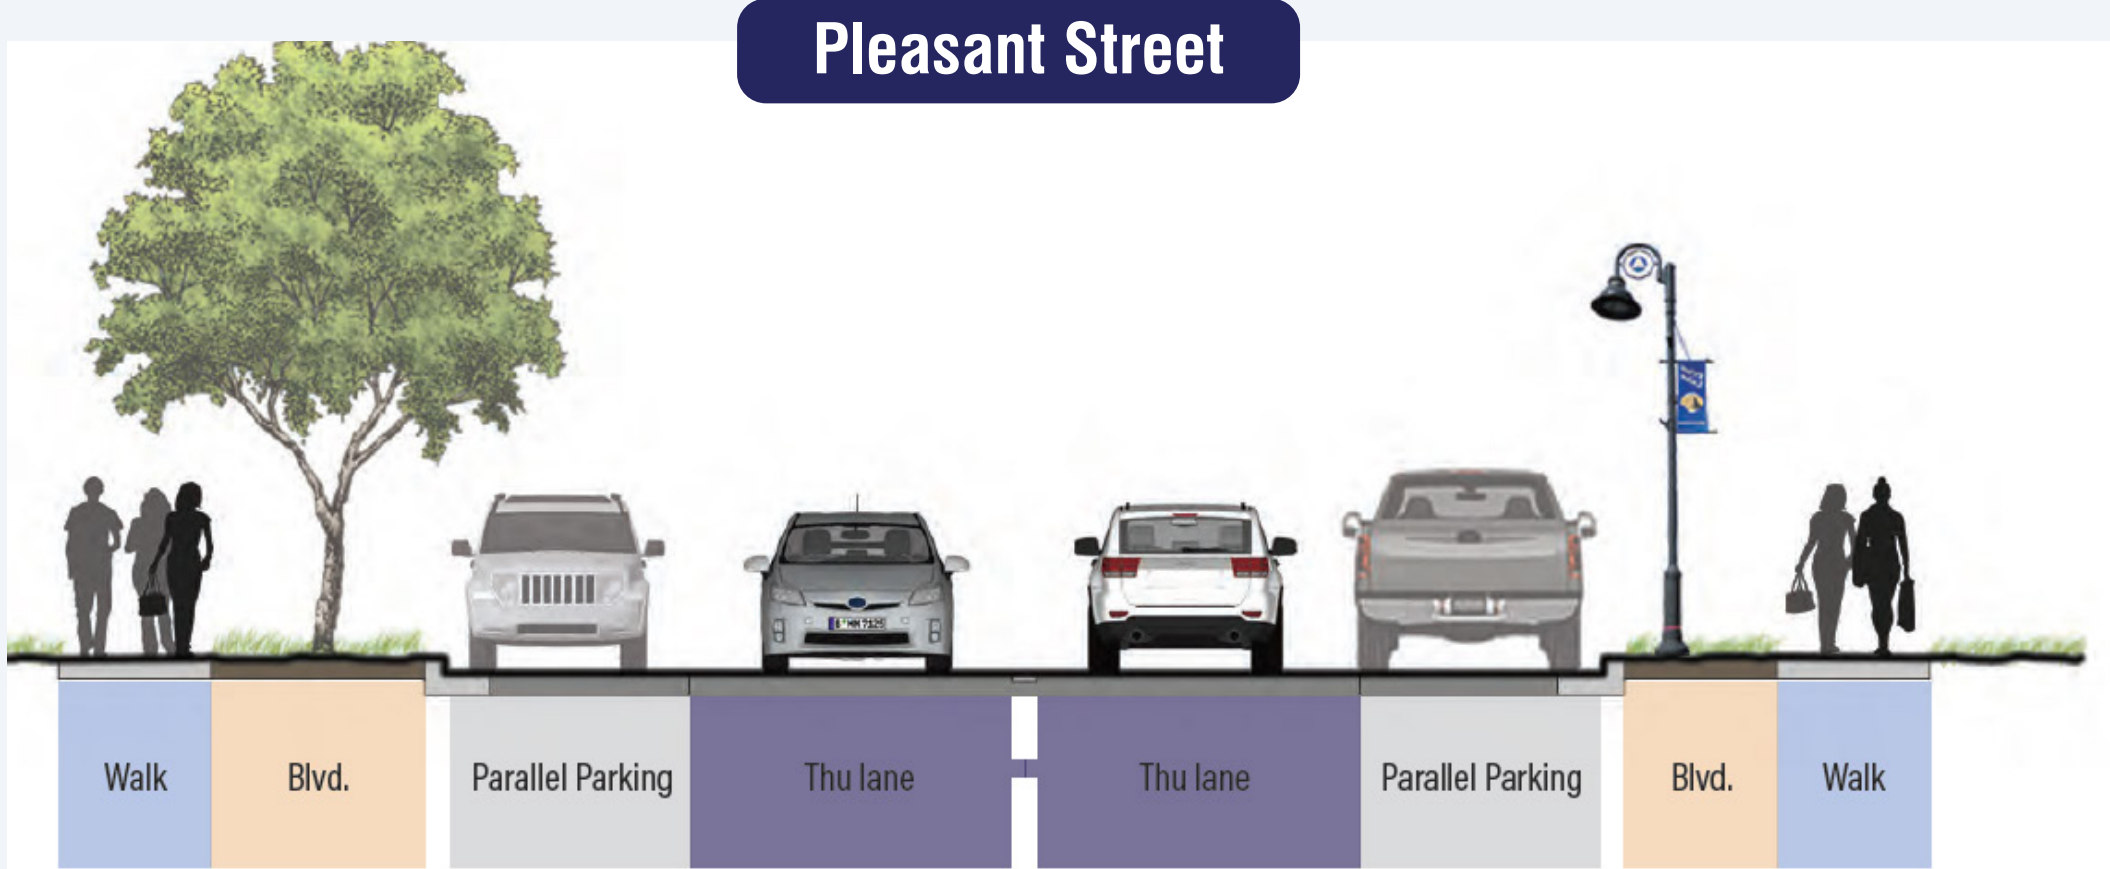 Pleasant Street
Walk
Blvd.
Parallel Parking
Thu lane
Thu lane
Parallel Parking
Blvd.
Walk